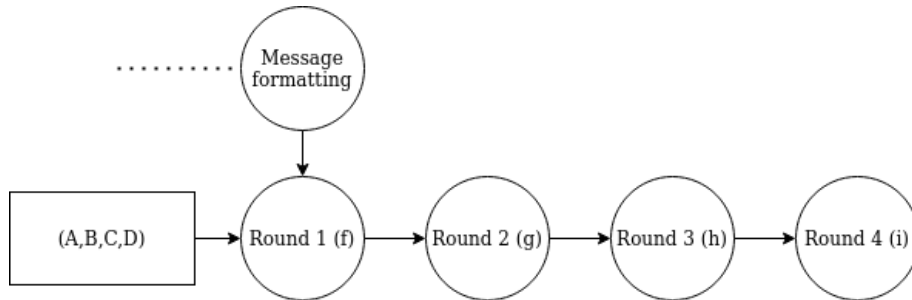 Message
formatting
(A,B,C,D)
Round 1 (f)
Round 2 (g)
Round 3 (h)
Round 4 (i)